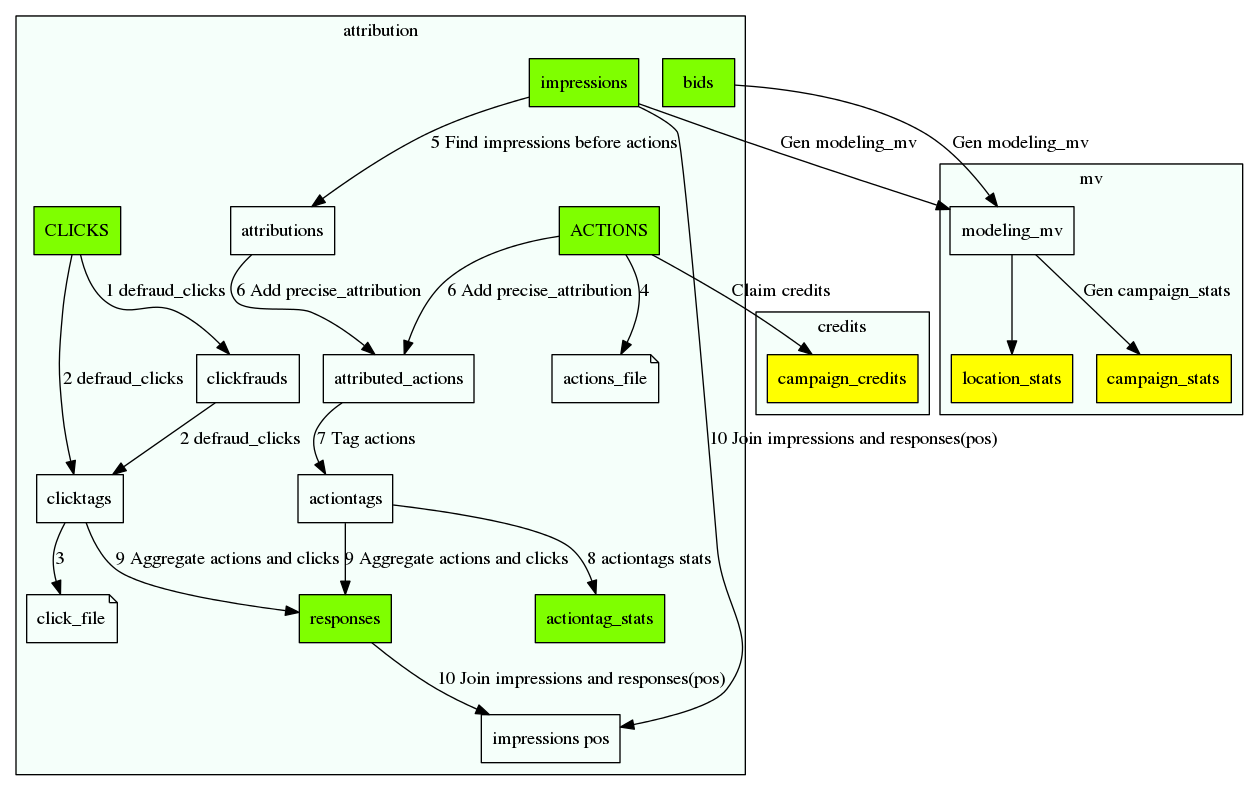 attribution
impressions
bids
5 Find impressions before actions
Gen modeling_mv
Gen modeling_mv
mv
CLICKS
attributions
ACTIONS
modeling_mv
1 defraud_clicks
6 Add precise_attribution
6 Add precise_attribution
4
Claim credits
Gen campaign_stats
credits
2 defraud_clicks
clickfrauds
attributed_actions
actions_file
campaign_credits
location_stats
campaign_stats
2 defraud_clicks
7 Tag actions
10 Join impressions and responses(pos)
clicktags
actiontags
3
9 Aggregate actions and clicks
9 Aggregate actions and clicks
8 actiontags stats
click_file
responses
actiontag_stats
10 Join impressions and responses(pos)
impressions pos